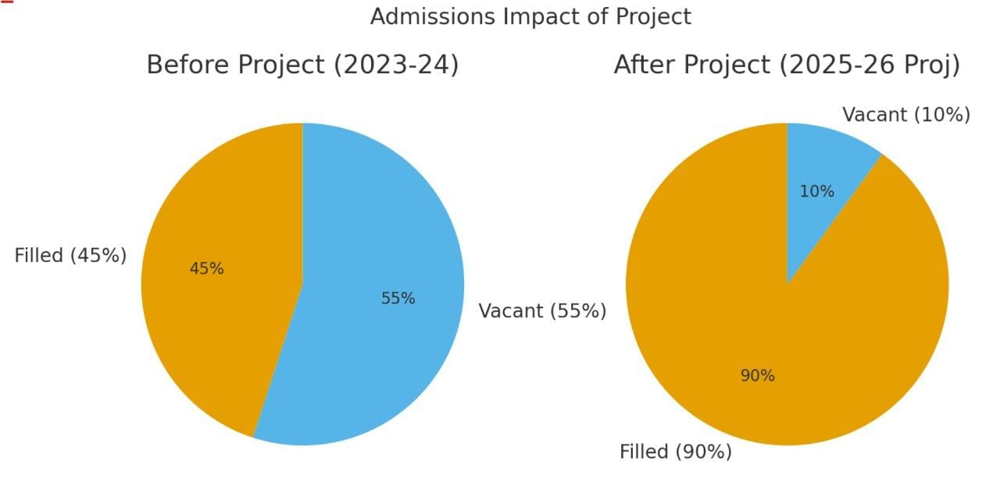 Admissions Impact of Project
Before Project (2023-24)
Filled (45%)
45%
55%
Vacant (55%)
After Project (2025-26 Proj)
Vacant (10%)
10%
90%
Filled (90%)